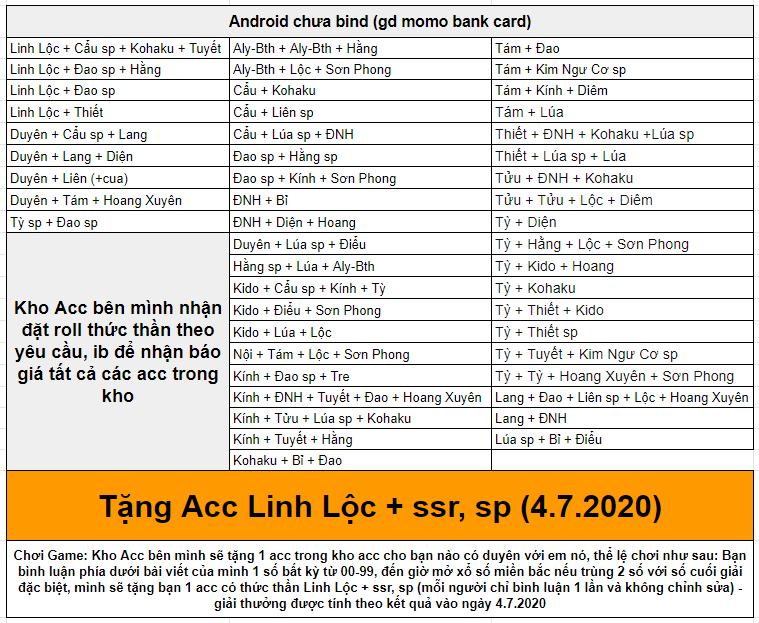 Android chưa bind (gd momo bank card)
Linh Lộc + Cẩu sp + Kohaku + Tuyết	Aly-Bth + Aly-Bth + Hằng	Tám + Đao
Linh Lộc + Đao sp + Hằng	Aly-Bth + Lộc + Sơn Phong	Tám + Kim Ngư Cơ sp
Linh Lộc + Đao sp	Cẩu + Kohaku	Tám + Kính + Diêm
Linh Lộc + Thiết	Cẩu + Liên sp	Tám + Lúa
Duyên + Cẩu sp + Lang	Cẩu + Lúa sp + ĐNH	Thiết + ĐNH + Kohaku +Lúa sp
Duyên + Lang + Diện	Đao sp + Hằng sp	Thiết + Lúa sp + Lúa
Duyên + Liên (+cua)	Đao sp + Kính + Sơn Phong	Tửu + ĐNH + Kohaku
Duyên + Tám + Hoang Xuyên	ĐNH + Bỉ	Tửu + Tửu + Lộc + Diêm
Tỳ sp + Đao sp	ĐNH + Diện + Hoang	Tỳ + Diện
Duyên + Lúa sp + Điểu	Tỳ + Hằng + Lộc + Sơn Phong
Hằng sp + Lúa + Aly-Bth	Tỳ + Kido + Hoang
Kido + Cẩu sp + Kính + Tỳ	Tỳ + Kohaku
Kido + Điểu + Sơn Phong	Tỳ + Thiết + Kido
Kido + Lúa + Lộc	Tỳ + Thiết sp
Nội + Tám + Lộc + Sơn Phong	Tỳ + Tuyết + Kim Ngư Cơ sp
Kính + Đao sp + Tre	Tỳ + Tỳ + Hoang Xuyên + Sơn Phong
Kính + ĐNH + Tuyết + Đao + Hoang Xuyên	Lang + Đao + Liên sp + Lộc + Hoang Xuyên
Kính + Tửu + Lúa sp + Kohaku	Lang + ĐNH
Kính + Tuyết + Hằng	Lúa sp + Bỉ + Điểu
Kohaku + Bỉ + Đao
Kho Acc bên mình nhận
đặt roll thức thần theo
yêu cầu, ib để nhận báo
giá tất cả các acc trong
kho
Tặng Acc Linh Lộc + ssr, sp (4.7.2020)
Chơi Game: Kho Acc bên mình sẽ tặng 1 acc trong kho acc cho bạn nào có duyên với em nó, thể lệ chơi như sau: Bạn
bình luận phía dưới bài viết của mình 1 số bất kỳ từ 00-99, đến giờ mở xổ số miền bắc nếu trùng 2 số với số cuối giải
đặc biệt, mình sẽ tặng bạn 1 acc có thức thần Linh Lộc + ssr, sp (mỗi người chỉ bình luận 1 lần và không chỉnh sửa) -
giải thưởng được tính theo kết quả vào ngày 4.7.2020